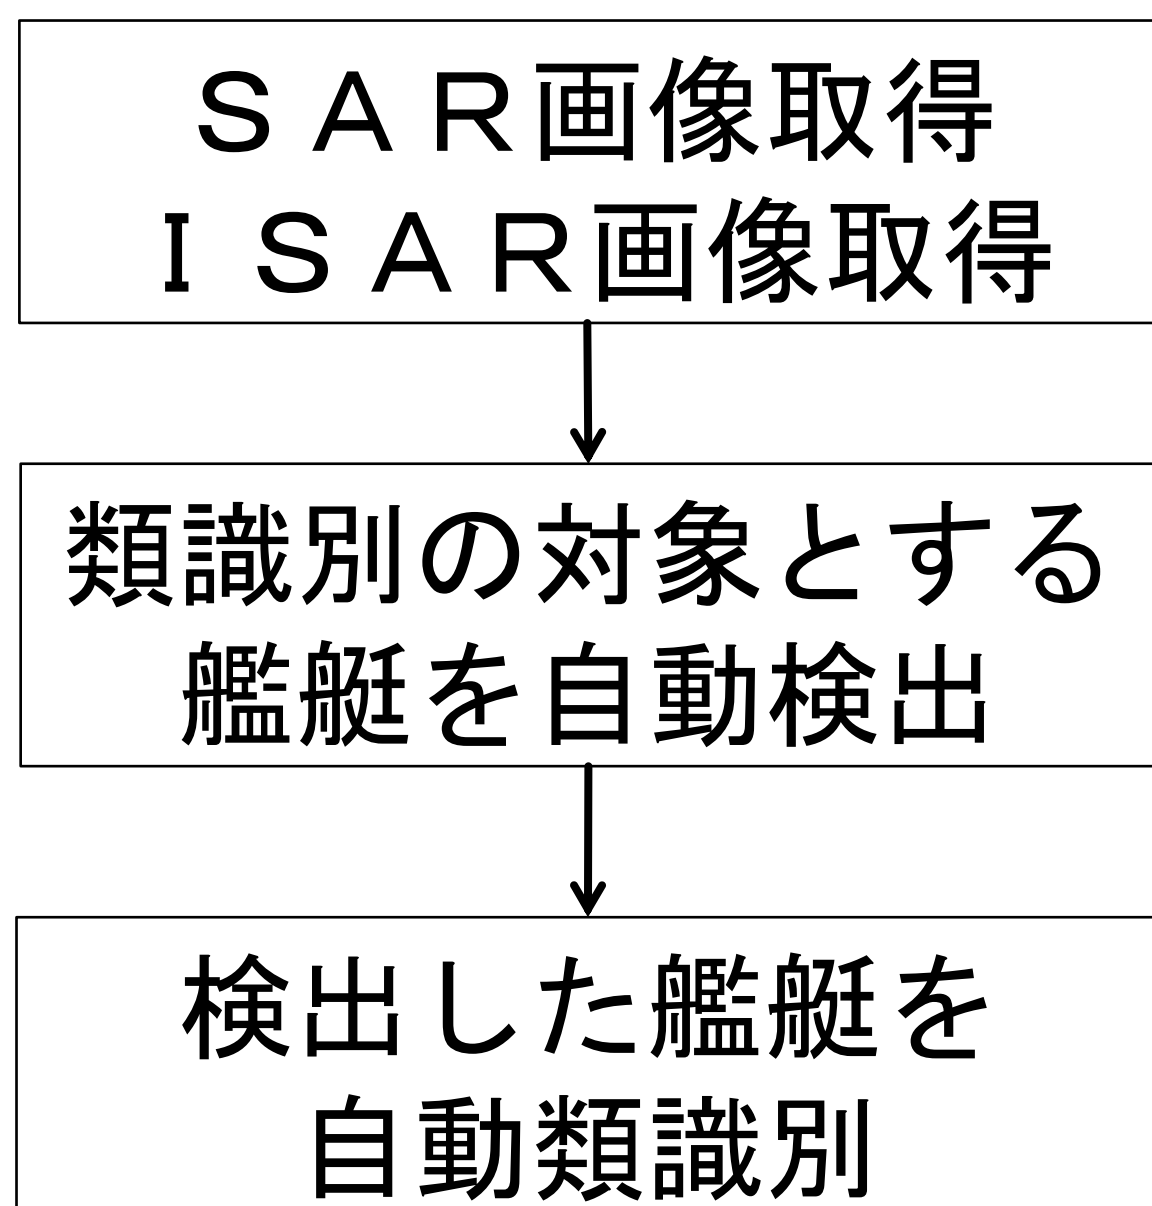 ＳＡＲ画像取得
ＩＳＡＲ画像取得
類識別の対象とする
艦艇を自動検出
検出した艦艇を
自動類識別